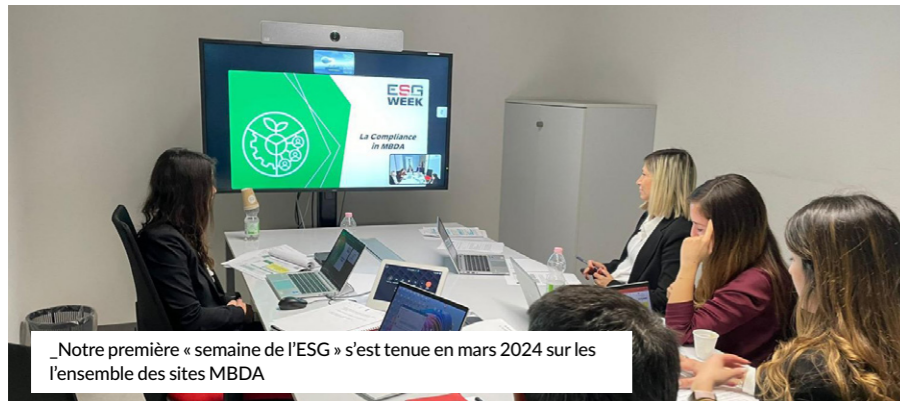 ESG
WEEK
La Compliance
in MBDA
_Notre première « semaine de l’ESG » s’est tenue en mars 2024 sur les
l’ensemble des sites MBDA